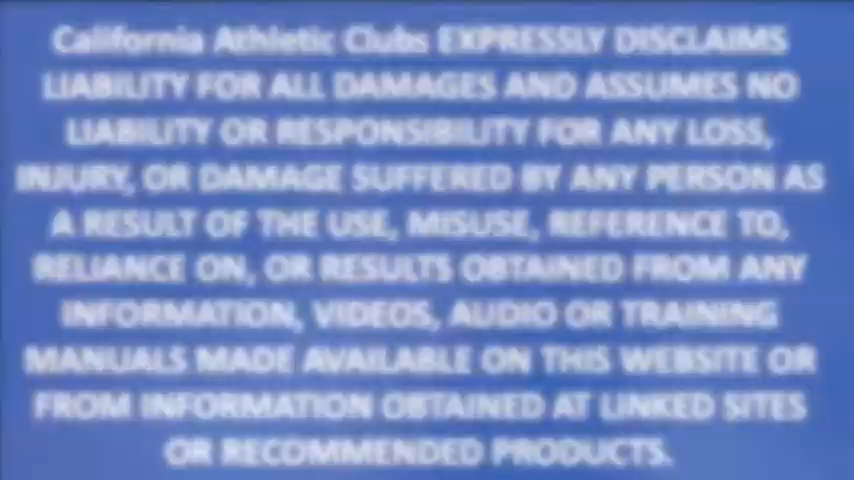 California Athletic Clubs EXPRESSLY DISCLAIMS
LIABILITY FOR ALL DAMAGES AND ASSUMES NO
LIABILITY OR RESPONSIBILITY FOR ANY LOSS,
INJURY, OR DAMAGE SUFFERED BY ANY PERSON AS
A RESULT OF THE USE, MISUSE, REFERENCE TO,
RELIANCE ON, OR RESULTS OBTAINED FROM ANY
INFORMATION, VIDEOS, AUDIO OR TRAINING
MANUALS MADE AVAILABLE ON THIS WEBSITE OR
FROM INFORMATION OBTAINED AT LINKED SITES
OR RECOMMENDED PRODUCTS.